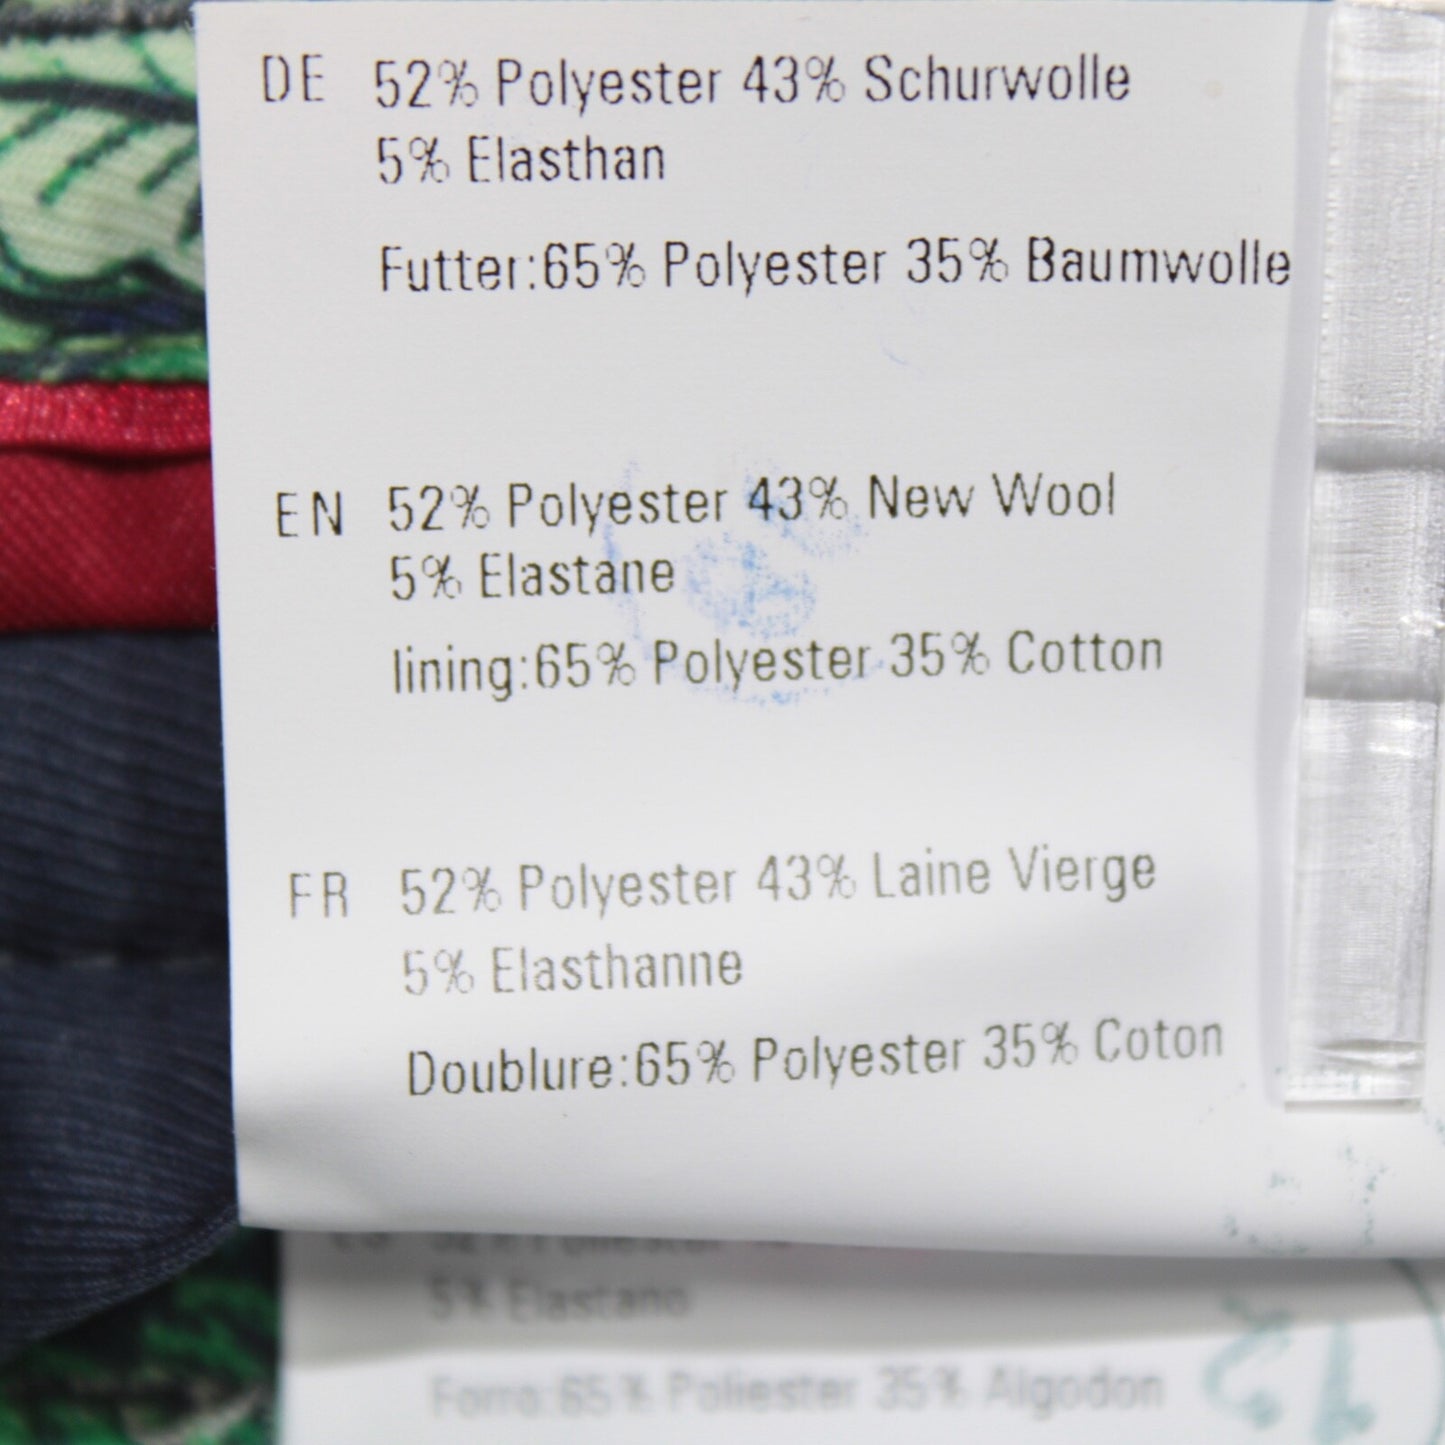 DE 52% Polyester 43% Schurwolle
5% Elasthan
Futter:65% Polyester 35% Baumwolle
EN 52% Polyester 43% New Wool
5% Elastane
lining:65% Polyester 35% Cotton
FR 52% Polyester 43% Laine Vierge
5% Elasthanne
Doublure:65% Polyester 35% Coton
5% Elastano
Forro:65% Poliester 35% Algodon